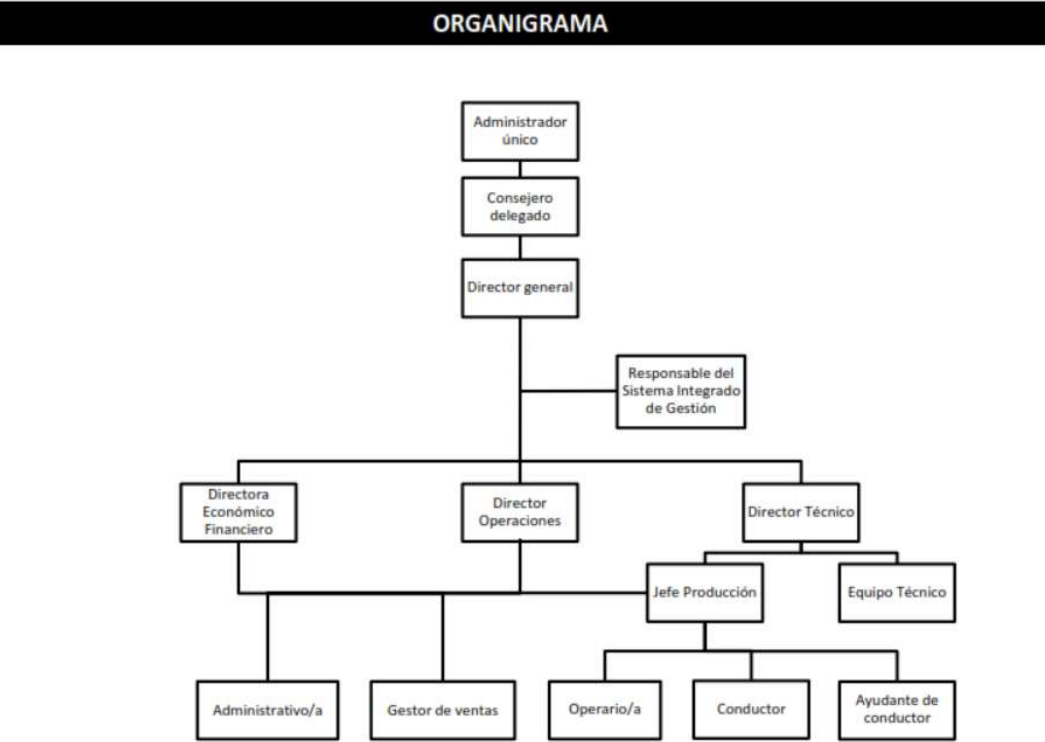 ORGANIGRAMA
Administrador
único
Consejero
delegado
Director general
Responsable del
Sistema Integrado
de Gestión
Directora
Económico
Financiero
Director
Operaciones
Director Técnico
Jefe Producción
Equipo Técnico
Administrativo/a
Gestor de ventas
Operario/a
Conductor
Ayudante de
conductor